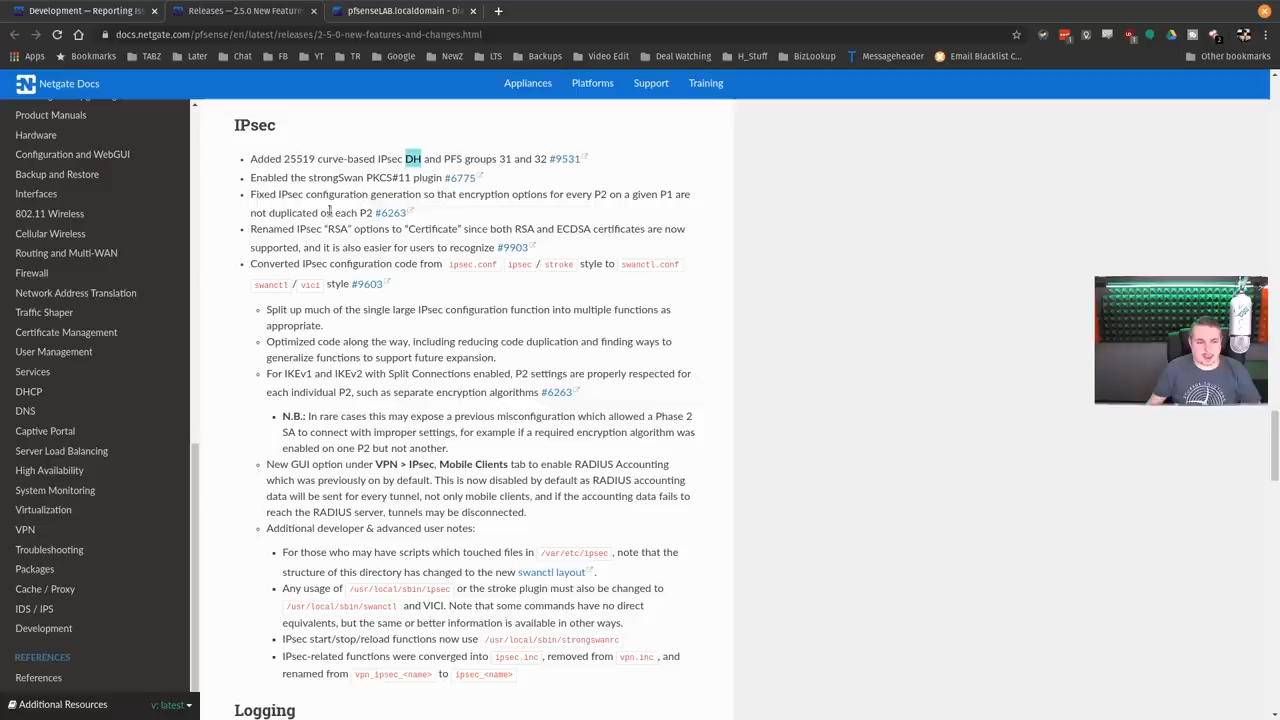 Development — Reporting Iss
Releases — 2.5.0 New Feature
pfsenseLAB.localdomain - Dia
docs.netgate.com/pfsense/en/latest/releases/2-5-0-new-features-and-changes.html
Apps Bookmarks TABZ Later Chat FB YT TR Google NewZ LTS Backups Video Edit Deal Watching H_Stuff BizLookup Messageheader Email Blacklist C... Other bookmarks
Netgate Docs
Appliances Platforms Support Training
Product Manuals
Hardware
Configuration and WebGUI
Backup and Restore
Interfaces
802.11 Wireless
Cellular Wireless
Routing and Multi-WAN
Firewall
Network Address Translation
Traffic Shaper
Certificate Management
User Management
Services
DHCP
DNS
Captive Portal
Server Load Balancing
High Availability
System Monitoring
Virtualization
VPN
Troubleshooting
Packages
Cache / Proxy
IDS / IPS
Development
REFERENCES
References
Additional Resources v: latest
IPsec
• Added 25519 curve-based IPsec DH and PFS groups 31 and 32 #9531
• Enabled the strongSwan PKCS#11 plugin #6775
• Fixed IPsec configuration generation so that encryption options for every P2 on a given P1 are
not duplicated on each P2 #6263
• Renamed IPsec “RSA” options to “Certificate” since both RSA and ECDSA certificates are now
supported, and it is also easier for users to recognize #9903
• Converted IPsec configuration code from ipsec.conf ipsec / stroke style to swanctl.conf
swanctl / vici style #9603
◦ Split up much of the single large IPsec configuration function into multiple functions as
appropriate.
◦ Optimized code along the way, including reducing code duplication and finding ways to
generalize functions to support future expansion.
◦ For IKEv1 and IKEv2 with Split Connections enabled, P2 settings are properly respected for
each individual P2, such as separate encryption algorithms #6263
▪ N.B.: In rare cases this may expose a previous misconfiguration which allowed a Phase 2
SA to connect with improper settings, for example if a required encryption algorithm was
enabled on one P2 but not another.
◦ New GUI option under VPN > IPsec, Mobile Clients tab to enable RADIUS Accounting
which was previously on by default. This is now disabled by default as RADIUS accounting
data will be sent for every tunnel, not only mobile clients, and if the accounting data fails to
reach the RADIUS server, tunnels may be disconnected.
◦ Additional developer & advanced user notes:
▪ For those who may have scripts which touched files in /var/etc/ipsec, note that the
structure of this directory has changed to the new swanctl layout.
▪ Any usage of /usr/local/sbin/ipsec or the stroke plugin must also be changed to
/usr/local/sbin/swanctl and VICI. Note that some commands have no direct
equivalents, but the same or better information is available in other ways.
▪ IPsec start/stop/reload functions now use /usr/local/sbin/strongswanrc
▪ IPsec-related functions were converged into ipsec.inc, removed from vpn.inc, and
renamed from vpn_ipsec_<name> to ipsec_<name>
Logging